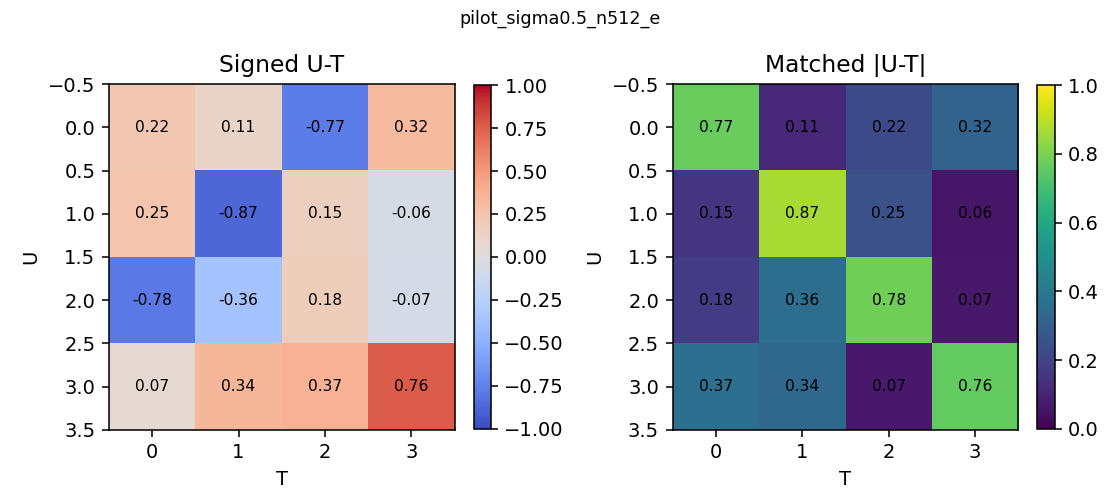 pilot_sigma0.5_n512_e
Signed U-T
−0.5
0.0
0.5
1.0
1.5
2.0
2.5
3.0
3.5
U
0.22 0.11 -0.77 0.32
0.25 -0.87 0.15 -0.06
-0.78 -0.36 0.18 -0.07
0.07 0.34 0.37 0.76
0 1 2 3
T
1.00
0.75
0.50
0.25
0.00
−0.25
−0.50
−0.75
−1.00
Matched |U-T|
−0.5
0.0
0.5
1.0
1.5
2.0
2.5
3.0
3.5
U
0.77 0.11 0.22 0.32
0.15 0.87 0.25 0.06
0.18 0.36 0.78 0.07
0.37 0.34 0.07 0.76
0 1 2 3
T
1.0
0.8
0.6
0.4
0.2
0.0